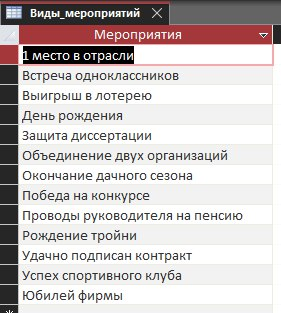 Виды_мероприятий
Мероприятия
1 место в отрасли
Встреча одноклассников
Выигрыш в лотерею
День рождения
Защита диссертации
Объединение двух организаций
Окончание дачного сезона
Победа на конкурсе
Проводы руководителя на пенсию
Рождение тройни
Удачно подписан контракт
Успех спортивного клуба
Юбилей фирмы